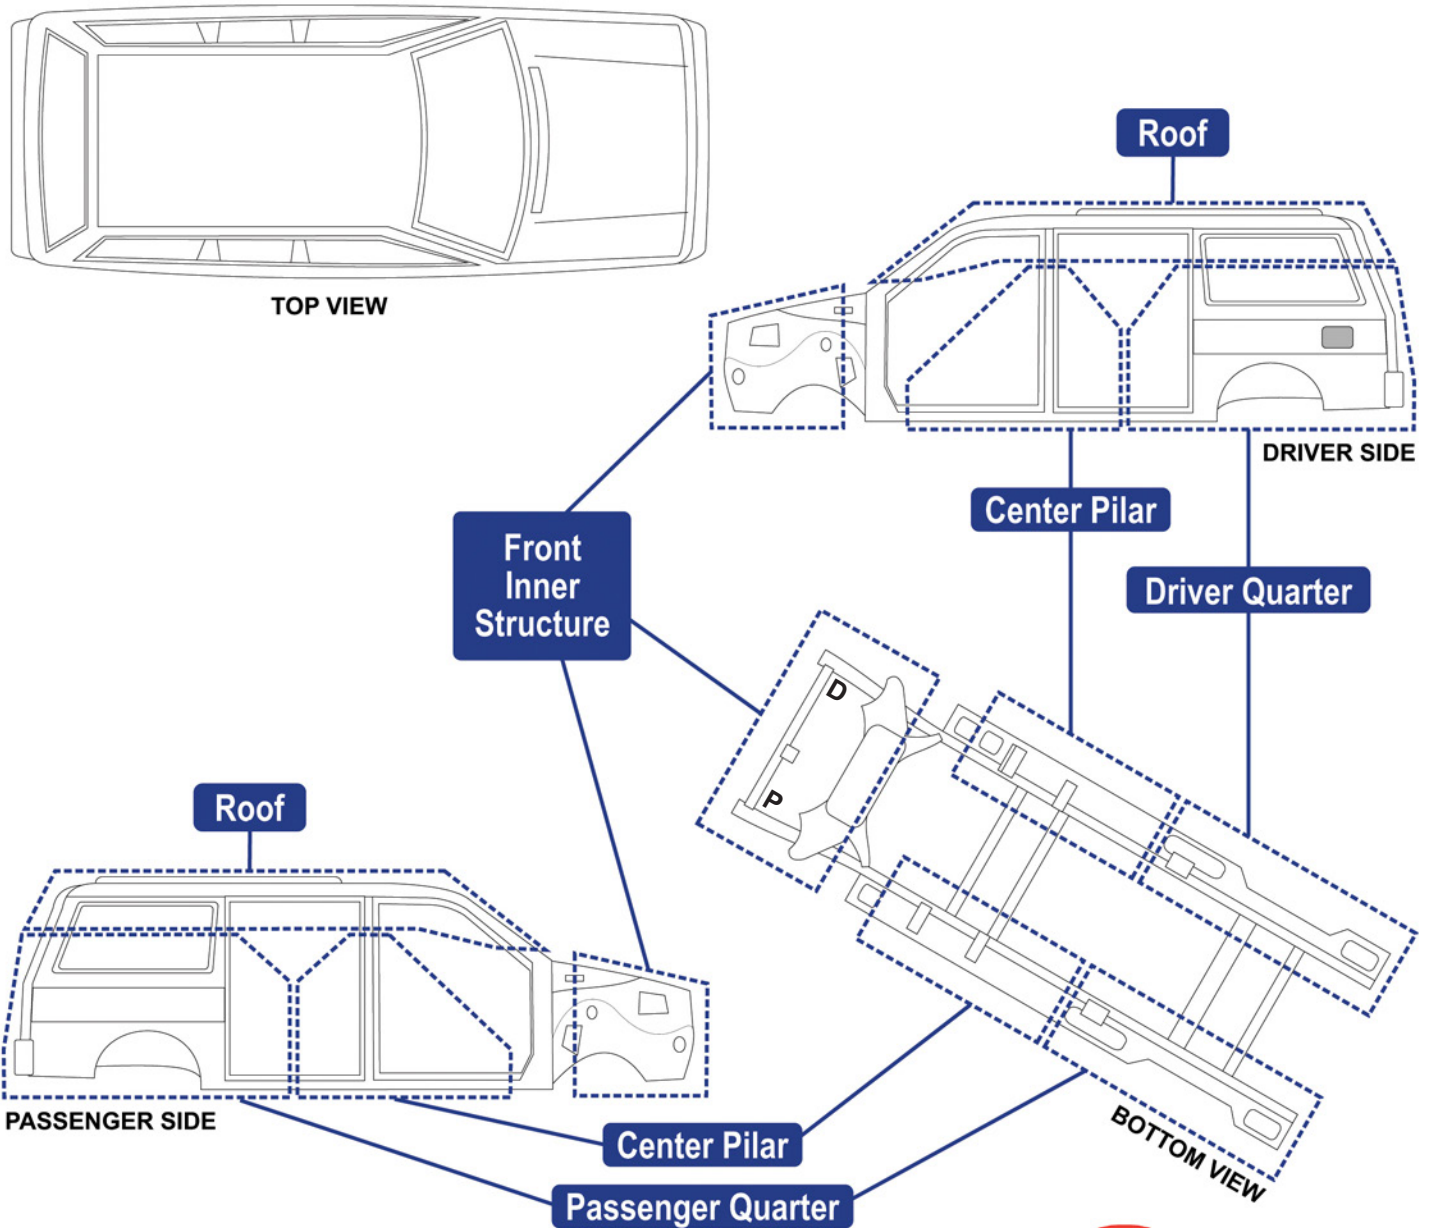 TOP VIEW
Roof
DRIVER SIDE
Center Pilar
Driver Quarter
Front
Inner
Structure
D
P
Roof
PASSENGER SIDE
BOTTOM VIEW
Center Pilar
Passenger Quarter